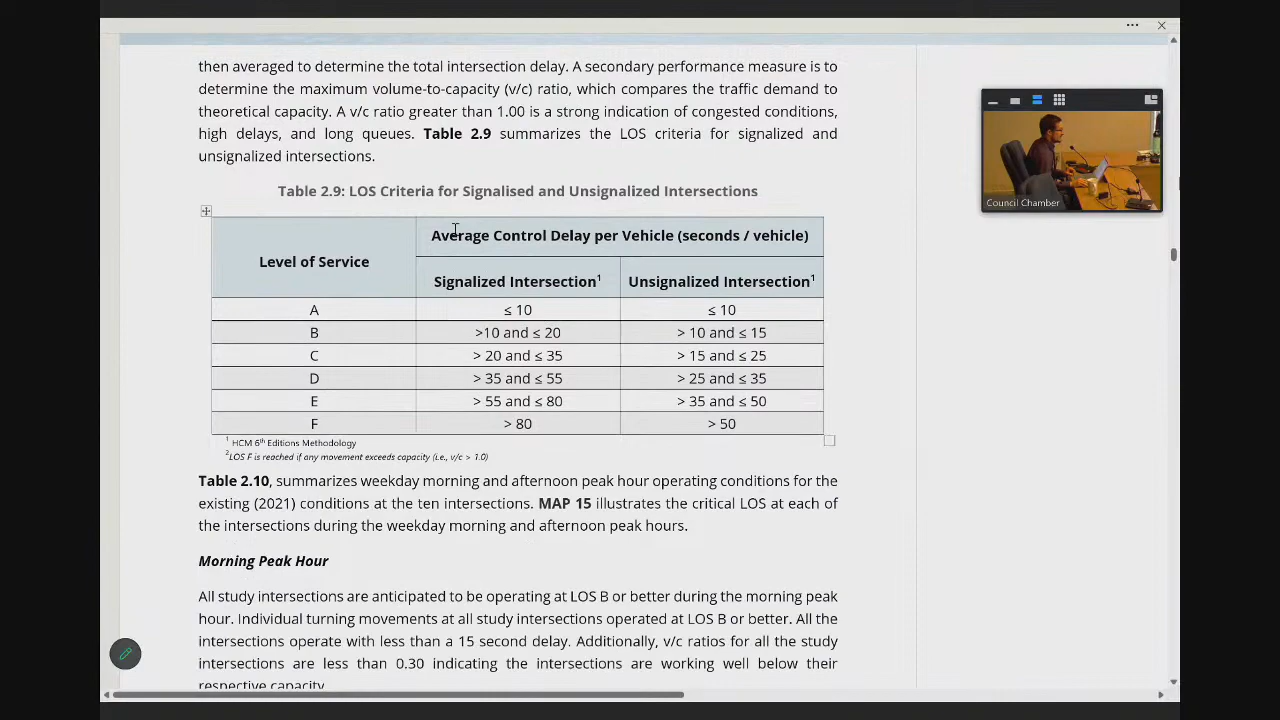 then averaged to determine the total intersection delay. A secondary performance measure is to
determine the maximum volume-to-capacity (v/c) ratio, which compares the traffic demand to
theoretical capacity. A v/c ratio greater than 1.00 is a strong indication of congested conditions,
high delays, and long queues. Table 2.9 summarizes the LOS criteria for signalized and
unsignalized intersections.
Table 2.9: LOS Criteria for Signalised and Unsignalized Intersections
Level of Service
Average Control Delay per Vehicle (seconds / vehicle)
Signalized Intersection¹ Unsignalized Intersection¹
A ≤ 10 ≤ 10
B >10 and ≤ 20 > 10 and ≤ 15
C > 20 and ≤ 35 > 15 and ≤ 25
D > 35 and ≤ 55 > 25 and ≤ 35
E > 55 and ≤ 80 > 35 and ≤ 50
F > 80 > 50
¹ HCM 6th Editions Methodology
²LOS F is reached if any movement exceeds capacity (i.e., v/c > 1.0)
Table 2.10, summarizes weekday morning and afternoon peak hour operating conditions for the
existing (2021) conditions at the ten intersections. MAP 15 illustrates the critical LOS at each of
the intersections during the weekday morning and afternoon peak hours.
Morning Peak Hour
All study intersections are anticipated to be operating at LOS B or better during the morning peak
hour. Individual turning movements at all study intersections operated at LOS B or better. All the
intersections operate with less than a 15 second delay. Additionally, v/c ratios for all the study
intersections are less than 0.30 indicating the intersections are working well below their
respective capacity.
Council Chamber